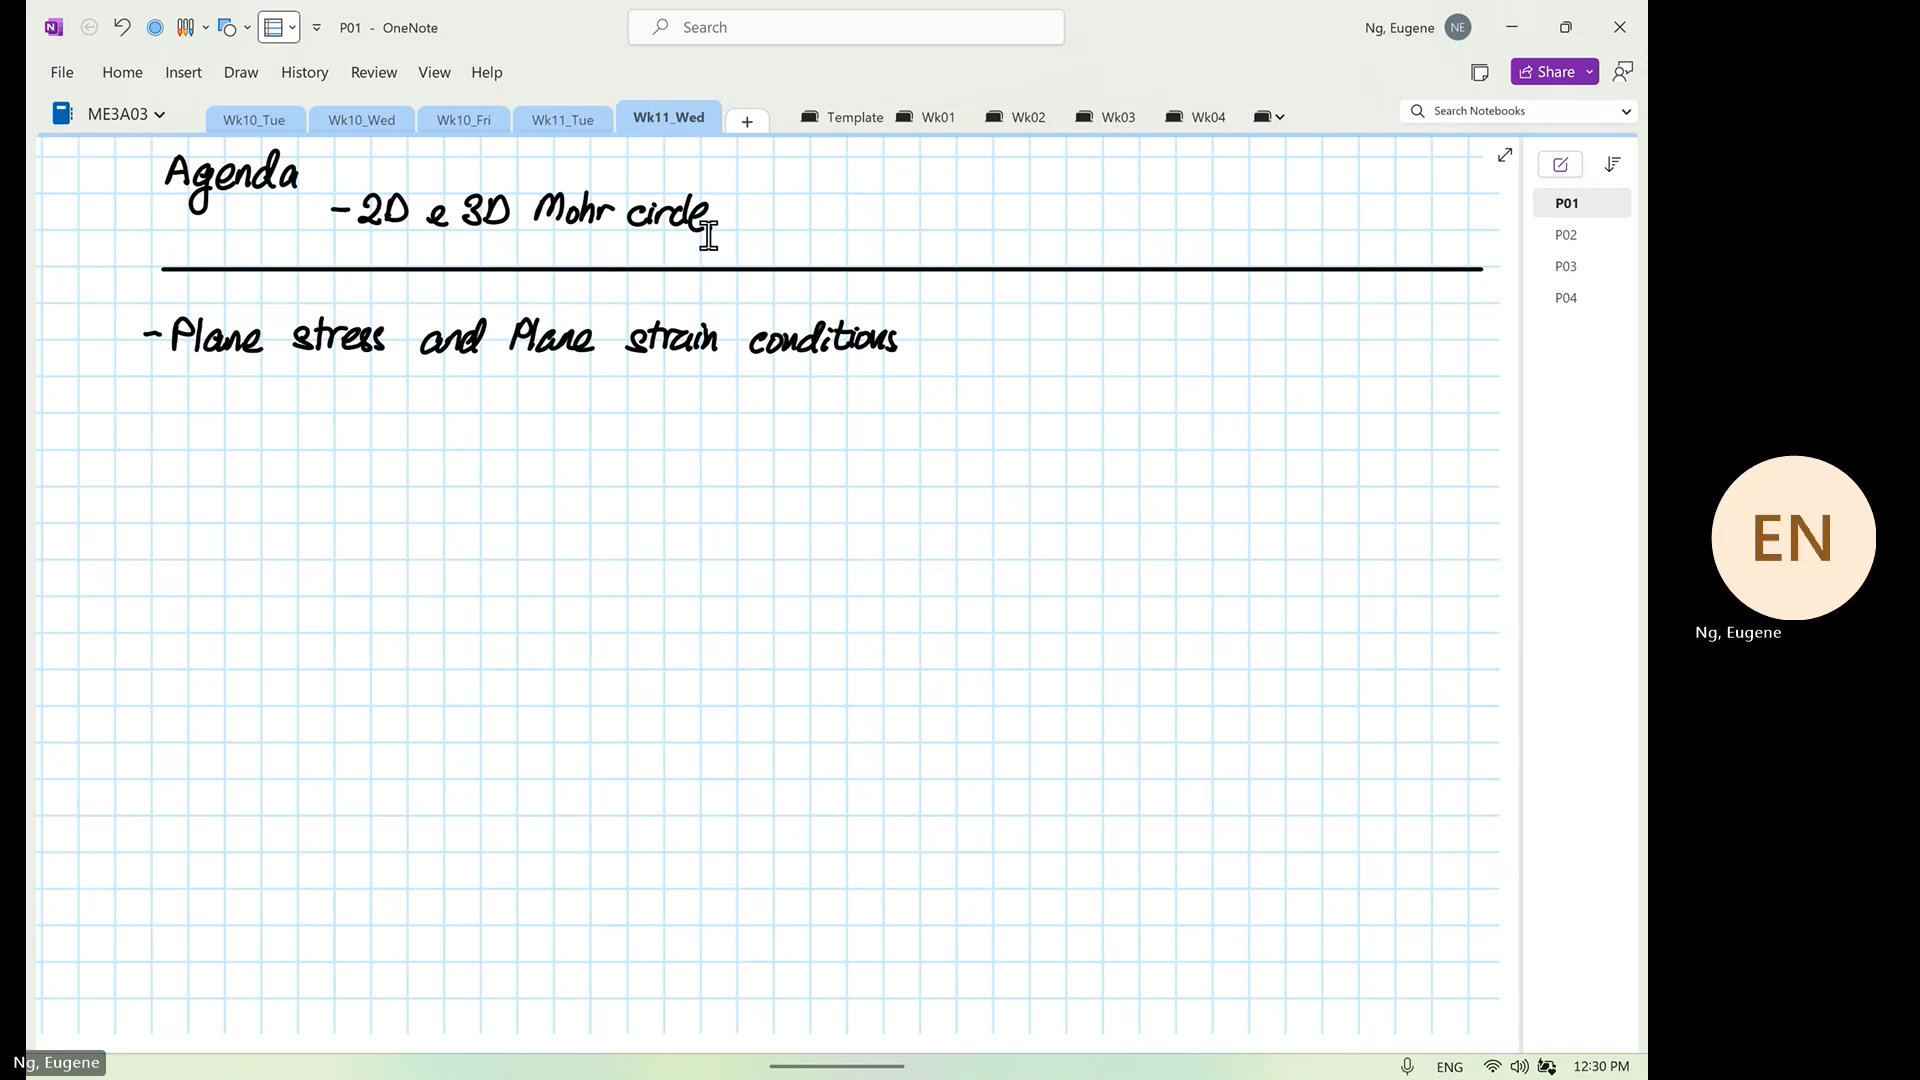 P01 - OneNote
Search
Ng, Eugene
NE
File
Home
Insert
Draw
History
Review
View
Help
Share
ME3A03
Wk10_Tue
Wk10_Wed
Wk10_Fri
Wk11_Tue
Wk11_Wed
+
Template
Wk01
Wk02
Wk03
Wk04
Search Notebooks
Agenda
- 2D e 3D Mohr circle
- Plane stress and Plane strain conditions
P01
P02
P03
P04
EN
Ng, Eugene
Ng, Eugene
ENG
12:30 PM